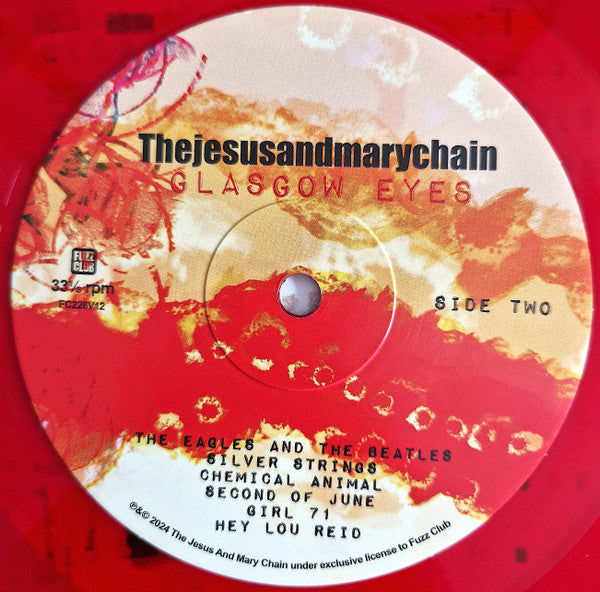 Thejesusandmarychain
GLASGOW EYES
FUZZ
CLUB
33⅓ rpm
FC226V42
SIDE TWO
THE EAGLES AND THE BEATLES
SILVER STRINGS
CHEMICAL ANIMAL
SECOND OF JUNE
GIRL 71
HEY LOU REID
℗&© 2024 The Jesus And Mary Chain under exclusive license to Fuzz Club